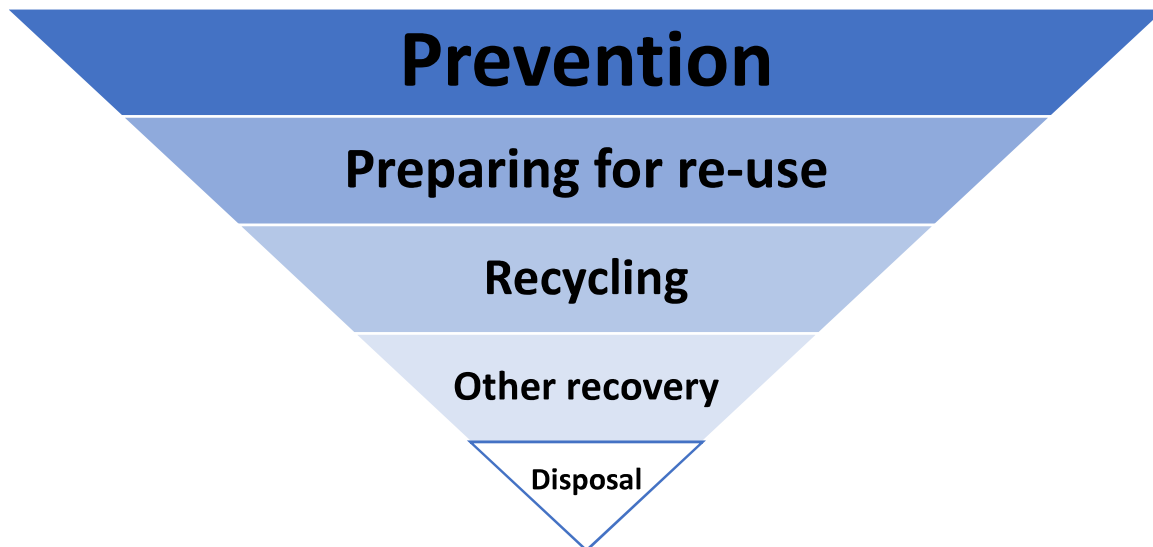 Prevention
Preparing for re-use
Recycling
Other recovery
Disposal